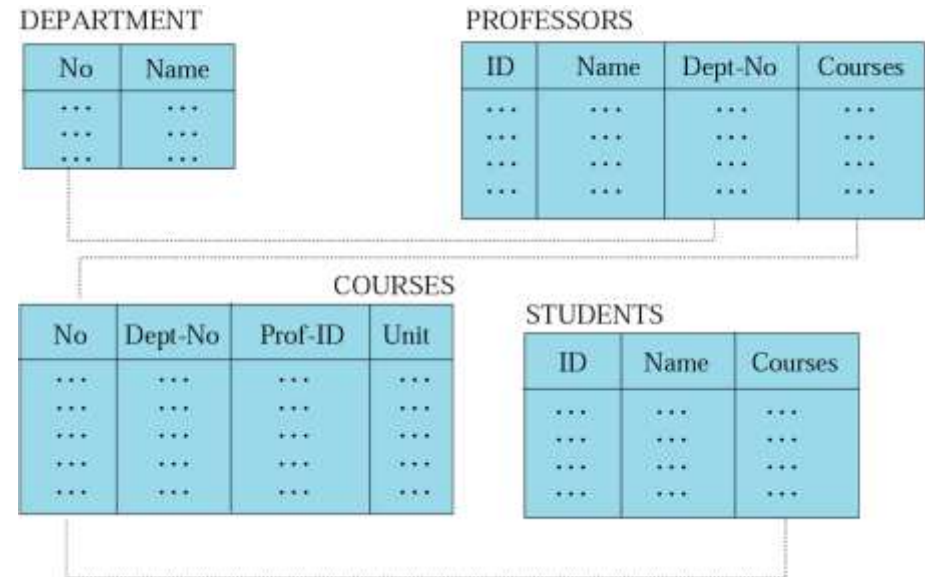 DEPARTMENT
No Name
... ...
... ...
... ...
PROFESSORS
ID Name Dept-No Courses
... ... ... ...
... ... ... ...
... ... ... ...
... ... ... ...
COURSES
No Dept-No Prof-ID Unit
... ... ... ...
... ... ... ...
... ... ... ...
... ... ... ...
... ... ... ...
STUDENTS
ID Name Courses
... ... ...
... ... ...
... ... ...
... ... ...